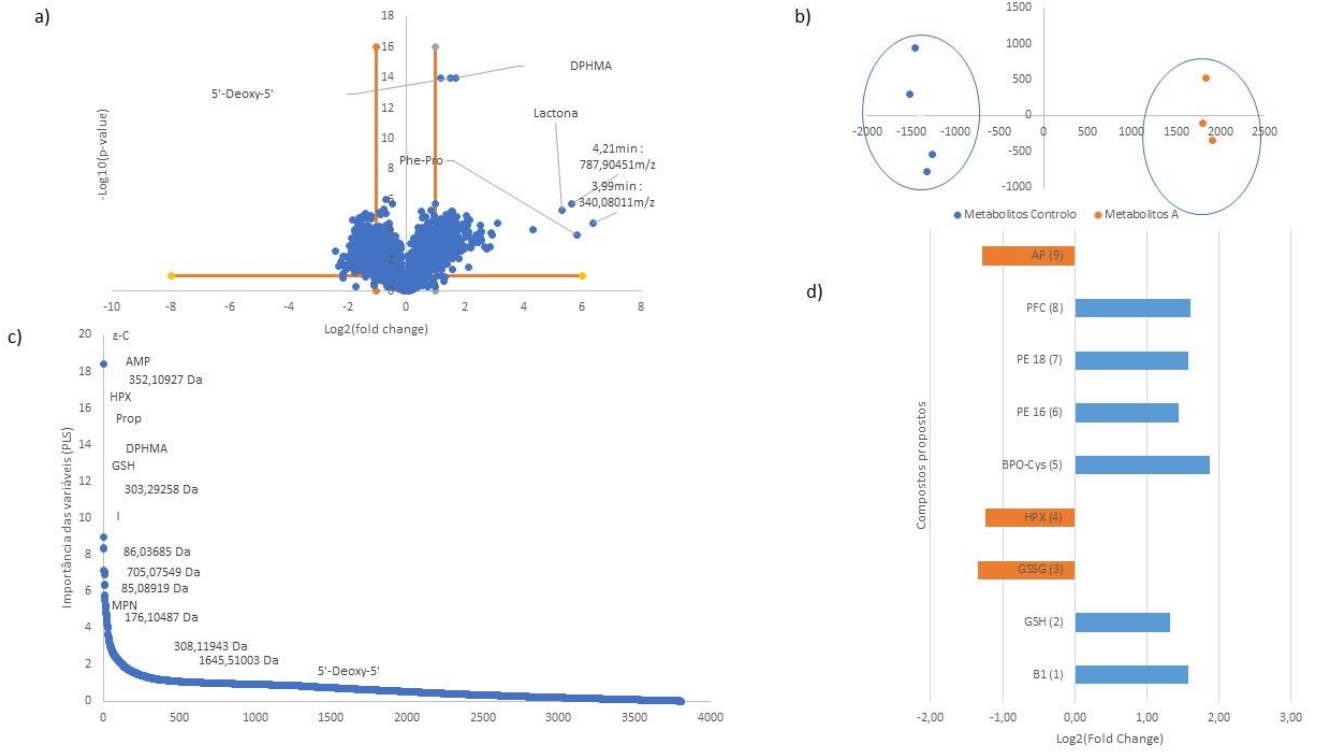 a)
18
16
14
12
10
8
6
4
2
0
-Log10(p-value)
5'-Deoxy-5'
DPHMA
Lactona
Phe-Pro
4,21min :
787,90451m/z
3,99min :
340,08011m/z
-10 -8 -6 -4 -2 0 2 4 6 8
Log2(fold change)
b)
1500
1000
500
0
-500
-1000
-2000 -1500 -1000 -500 0 500 1000 1500 2000 2500
Metabolitos Controlo Metabolitos A
c)
20
18
16
14
12
10
8
6
4
2
0
Importância das variáveis (PLS)
ε-C
AMP
352,10927 Da
HPX
Prop
DPHMA
GSH
303,29258 Da
I
86,03685 Da
705,07549 Da
85,08919 Da
MPN
176,10487 Da
308,11943 Da
1645,51003 Da
5'-Deoxy-5'
0 500 1000 1500 2000 2500 3000 3500 4000
d)
Compostos propostos
AP (9)
PFC (8)
PE 18 (7)
PE 16 (6)
BPO-Cys (5)
HPX (4)
GSSG (3)
GSH (2)
B1 (1)
-2,00 -1,00 0,00 1,00 2,00 3,00
Log2(Fold Change)